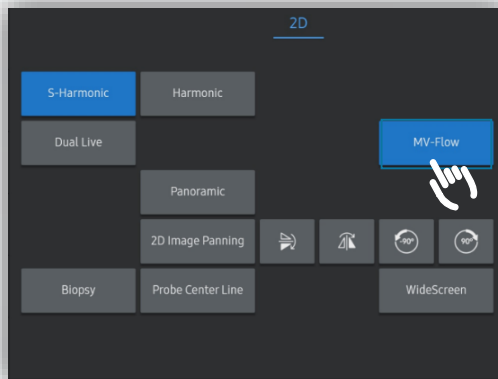 2D
S-Harmonic
Harmonic
Dual Live
MV-Flow
Panoramic
2D Image Panning
-90°
90°
Biopsy
Probe Center Line
WideScreen